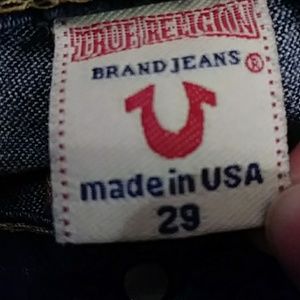 TRUE RELIGION
BRAND JEANS ®
made in USA
29